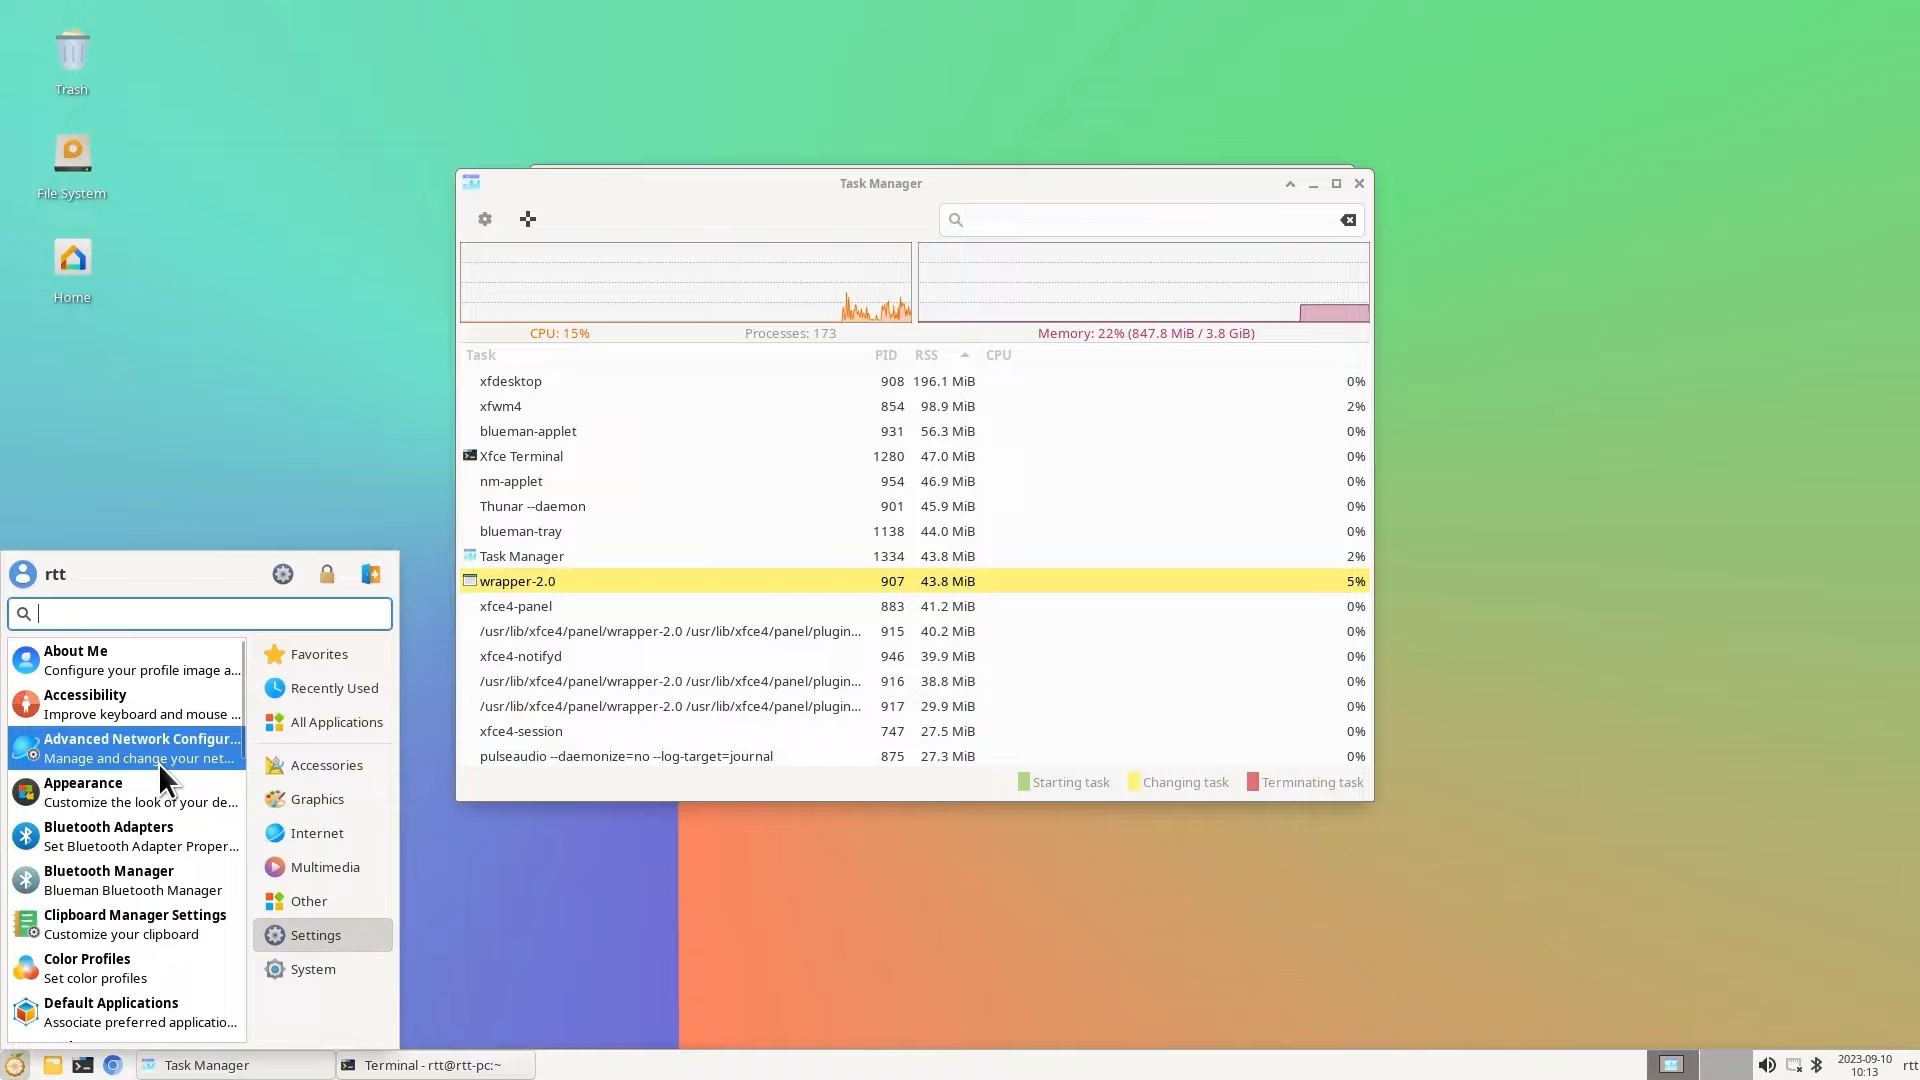 Trash
File System
Home
Task Manager
CPU: 15%
Processes: 173
Memory: 22% (847.8 MiB / 3.8 GiB)
Task PID RSS CPU
xfdesktop 908 196.1 MiB 0%
xfwm4 854 98.9 MiB 2%
blueman-applet 931 56.3 MiB 0%
Xfce Terminal 1280 47.0 MiB 0%
nm-applet 954 46.9 MiB 0%
Thunar --daemon 901 45.9 MiB 0%
blueman-tray 1138 44.0 MiB 0%
Task Manager 1334 43.8 MiB 2%
wrapper-2.0 907 43.8 MiB 5%
xfce4-panel 883 41.2 MiB 0%
/usr/lib/xfce4/panel/wrapper-2.0 /usr/lib/xfce4/panel/plugin... 915 40.2 MiB 0%
xfce4-notifyd 946 39.9 MiB 0%
/usr/lib/xfce4/panel/wrapper-2.0 /usr/lib/xfce4/panel/plugin... 916 38.8 MiB 0%
/usr/lib/xfce4/panel/wrapper-2.0 /usr/lib/xfce4/panel/plugin... 917 29.9 MiB 0%
xfce4-session 747 27.5 MiB 0%
pulseaudio --daemonize=no --log-target=journal 875 27.3 MiB 0%
Starting task
Changing task
Terminating task
rtt
About Me
Configure your profile image a...
Accessibility
Improve keyboard and mouse ...
Advanced Network Configur...
Manage and change your net...
Appearance
Customize the look of your de...
Bluetooth Adapters
Set Bluetooth Adapter Proper...
Bluetooth Manager
Blueman Bluetooth Manager
Clipboard Manager Settings
Customize your clipboard
Color Profiles
Set color profiles
Default Applications
Associate preferred applicatio...
Favorites
Recently Used
All Applications
Accessories
Graphics
Internet
Multimedia
Other
Settings
System
Task Manager
Terminal - rtt@rtt-pc:~
2023-09-10
10:13
rtt